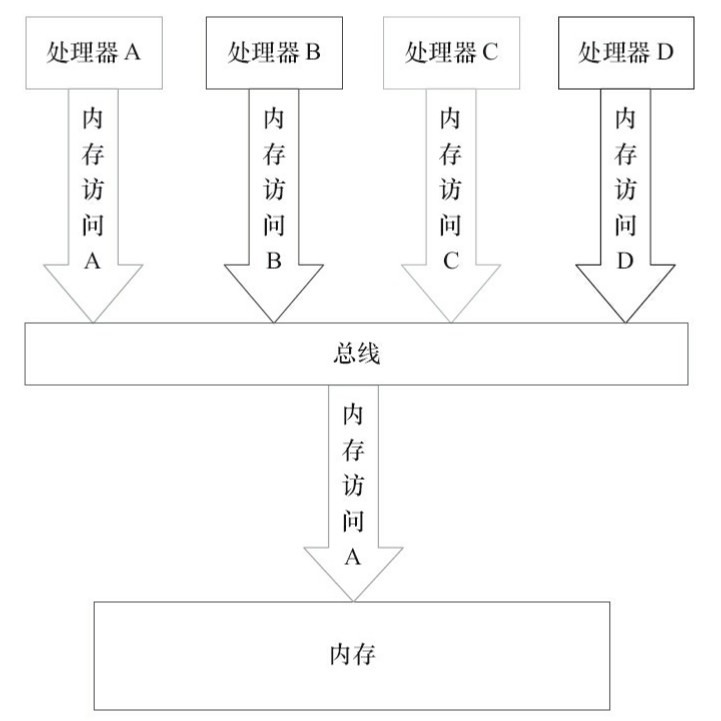 处理器 A
处理器 B
处理器 C
处理器 D
内存访问 A
内存访问 B
内存访问 C
内存访问 D
总线
内存访问 A
内存